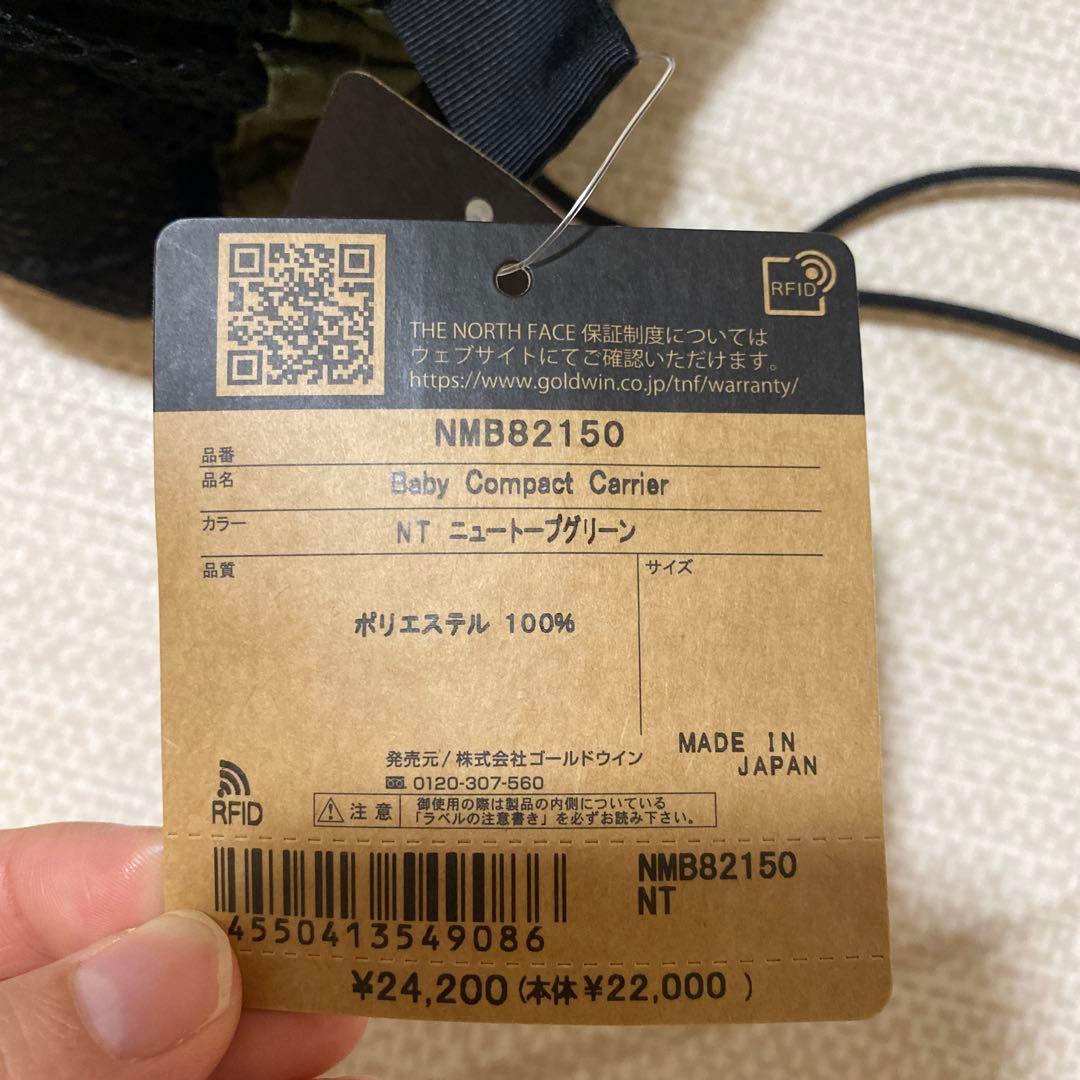 RFID
THE NORTH FACE 保証制度については
ウェブサイトにてご確認いただけます。
https://www.goldwin.co.jp/tnf/warranty/
品番 NMB82150
品名 Baby Compact Carrier
カラー NT ニュートープグリーン
品質 サイズ
ポリエステル 100%
MADE IN
JAPAN
発売元/株式会社ゴールドウイン
0120-307-560
RFID
注意 御使用の際は製品の内側についている
「ラベルの注意書き」を必ずお読み下さい。
NMB82150
NT
4550413549086
¥24,200(本体¥22,000 )